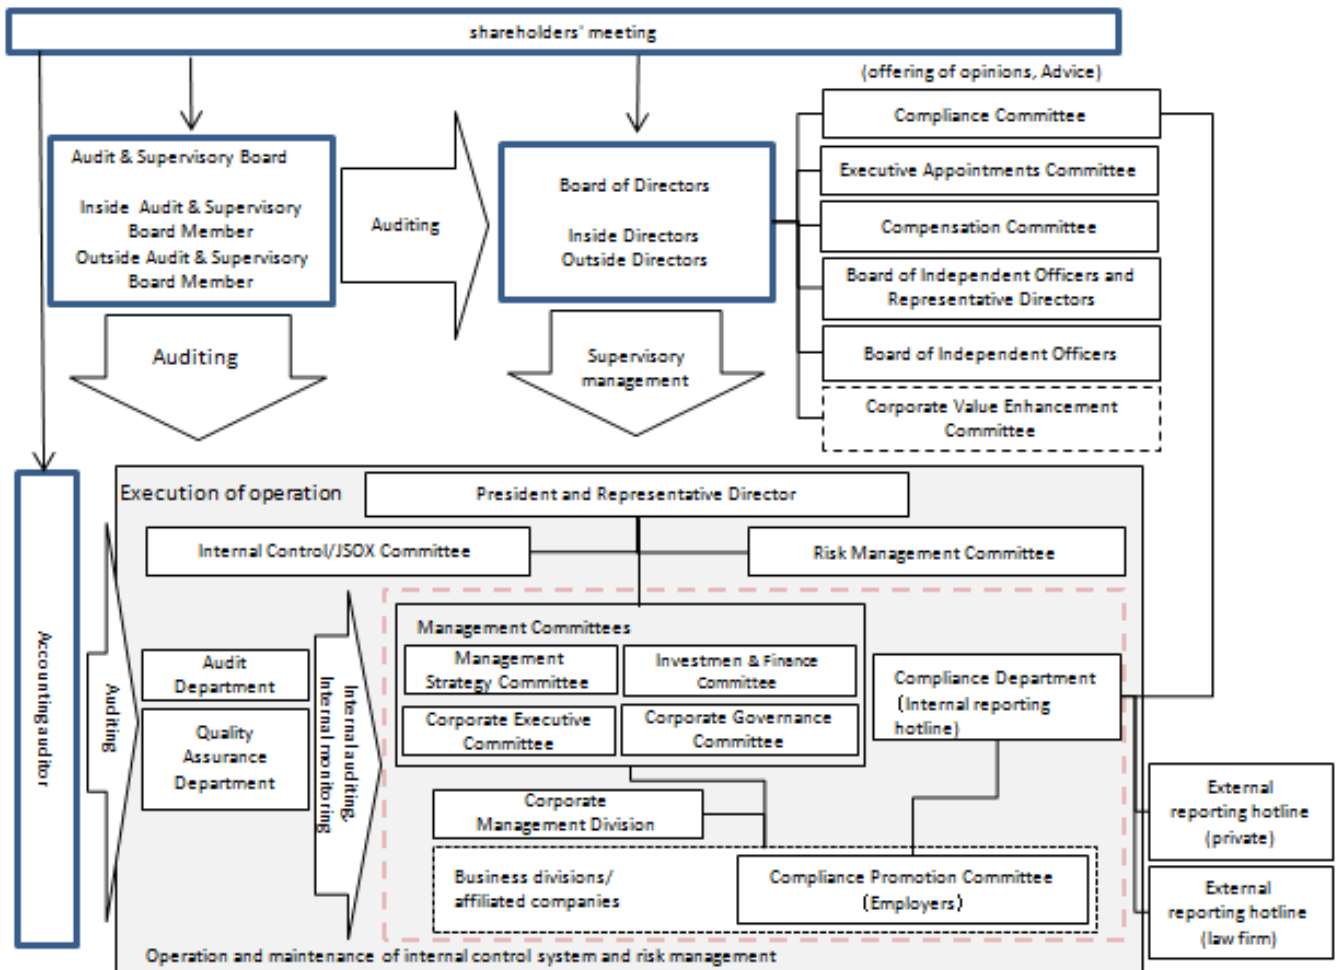 shareholders' meeting
(offering of opinions, Advice)
Compliance Committee
Executive Appointments Committee
Compensation Committee
Board of Independent Officers and
Representative Directors
Board of Independent Officers
Corporate Value Enhancement
Committee
Audit & Supervisory Board
Inside Audit & Supervisory
Board Member
Outside Audit & Supervisory
Board Member
Auditing
Board of Directors
Inside Directors
Outside Directors
Auditing
Supervisory
management
Accounting auditor
Auditing
Execution of operation
President and Representative Director
Internal Control/JSOX Committee
Risk Management Committee
Audit
Department
Quality
Assurance
Department
Internal auditing,
Internal monitoring
Management Committees
Management
Strategy Committee
Investmen & Finance
Committee
Corporate Executive
Committee
Corporate Governance
Committee
Compliance Department
(Internal reporting
hotline)
Corporate
Management Division
Business divisions/
affiliated companies
Compliance Promotion Committee
(Employers)
External
reporting hotline
(private)
External
reporting hotline
(law firm)
Operation and maintenance of internal control system and risk management